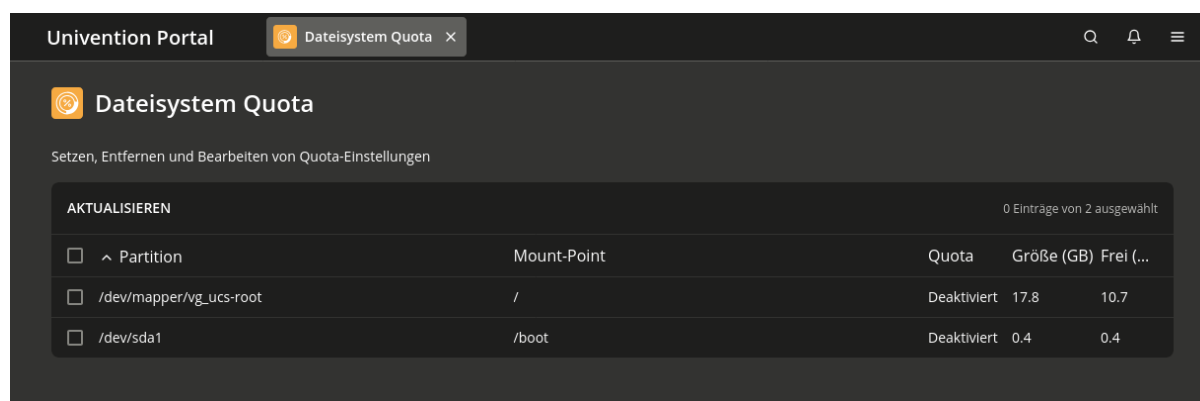 Univention Portal Dateisystem Quota
Dateisystem Quota
Setzen, Entfernen und Bearbeiten von Quota-Einstellungen
AKTUALISIEREN 0 Einträge von 2 ausgewählt
Partition Mount-Point Quota Größe (GB) Frei (...
/dev/mapper/vg_ucs-root / Deaktiviert 17.8 10.7
/dev/sda1 /boot Deaktiviert 0.4 0.4